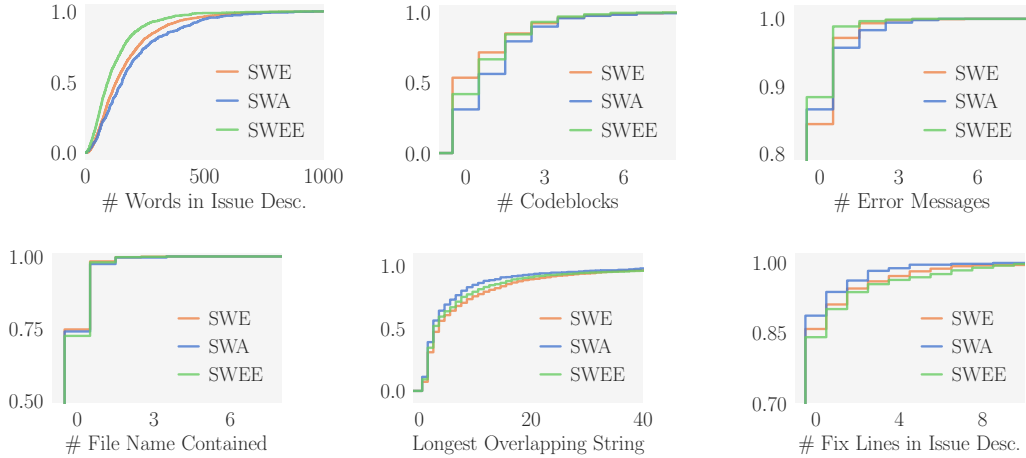 1.0
0.5
0.0
SWE
SWA
SWEE
0 500 1000
# Words in Issue Desc.
1.0
0.5
0.0
SWE
SWA
SWEE
0 3 6
# Codeblocks
1.0
0.9
0.8
SWE
SWA
SWEE
0 3 6
# Error Messages
1.00
0.75
0.50
SWE
SWA
SWEE
0 3 6
# File Name Contained
1.0
0.5
0.0
SWE
SWA
SWEE
0 20 40
Longest Overlapping String
1.00
0.85
0.70
SWE
SWA
SWEE
0 4 8
# Fix Lines in Issue Desc.